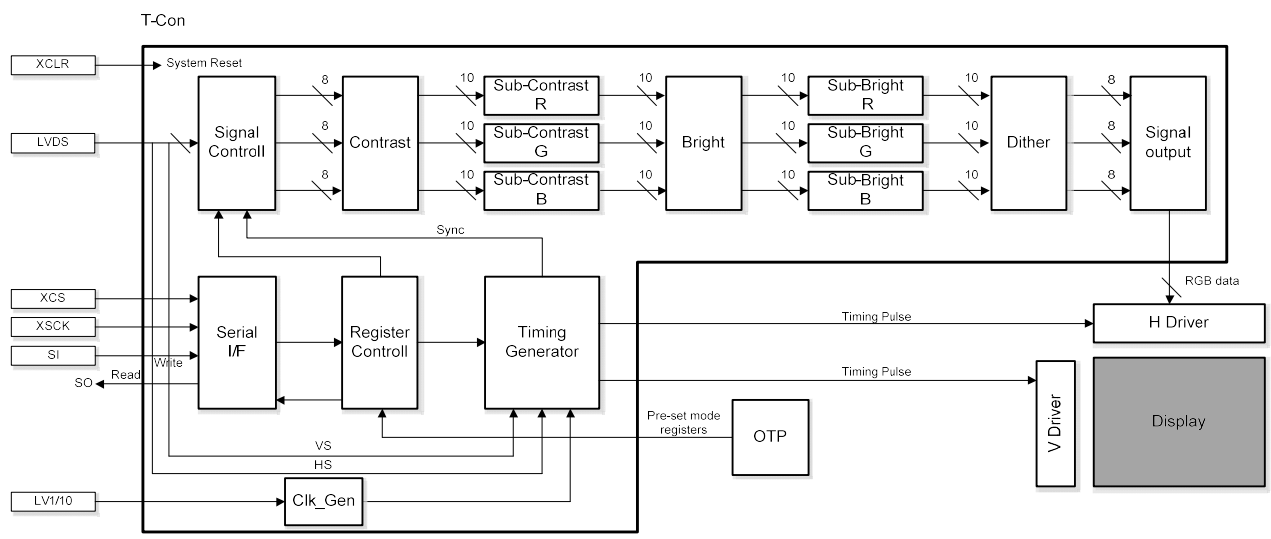 T-Con
XCLR
System Reset
LVDS
Signal
Controll
8
8
8
Contrast
10
10
10
Sub-Contrast
R
Sub-Contrast
G
Sub-Contrast
B
10
10
10
Bright
10
10
10
Sub-Bright
R
Sub-Bright
G
Sub-Bright
B
10
10
10
Dither
8
8
8
Signal
output
Sync
RGB data
XCS
XSCK
SI
SO
Read
Write
Serial
I/F
Register
Controll
Timing
Generator
Timing Pulse
H Driver
Timing Pulse
V Driver
Display
Pre-set mode
registers
OTP
VS
HS
LV1/10
Clk_Gen